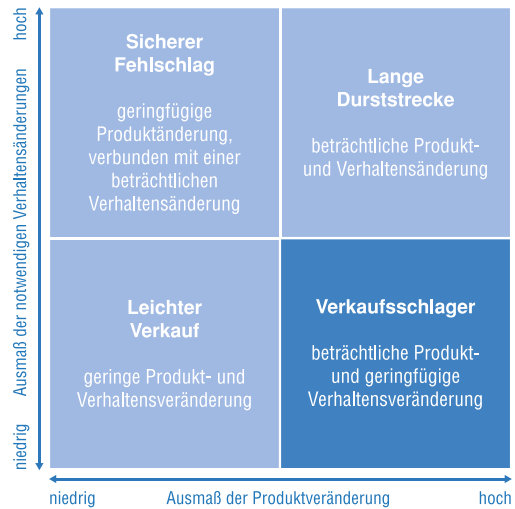 hoch
Ausmaß der notwendigen Verhaltensänderungen
niedrig
Sicherer
Fehlschlag
geringfügige
Produktänderung,
verbunden mit einer
beträchtlichen
Verhaltensänderung
Lange
Durststrecke
beträchtliche Produkt-
und Verhaltensänderung
Leichter
Verkauf
geringe Produkt- und
Verhaltensveränderung
Verkaufsschlager
beträchtliche Produkt-
und geringfügige
Verhaltensveränderung
niedrig
Ausmaß der Produktveränderung
hoch